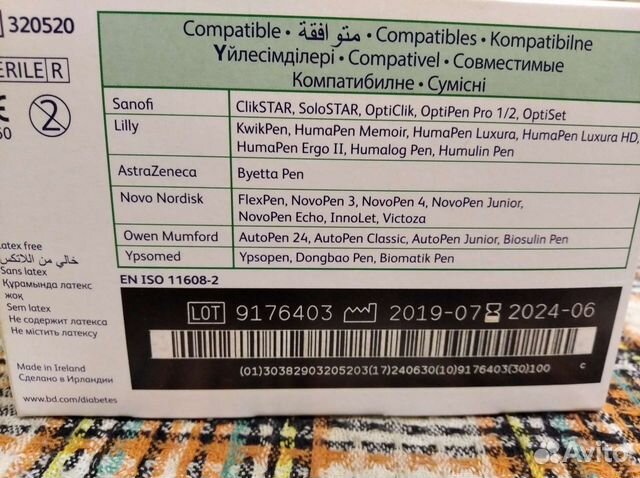 320520
Compatible • متوافقة • Compatibles • Kompatibilne
Үйлесімділері • Compativel • Совместимые
Компатибилне • Сумісні
ERILE R
2
Sanofi ClikSTAR, SoloSTAR, OptiClik, OptiPen Pro 1/2, OptiSet
Lilly KwikPen, HumaPen Memoir, HumaPen Luxura, HumaPen Luxura HD,
HumaPen Ergo II, Humalog Pen, Humulin Pen
AstraZeneca Byetta Pen
Novo Nordisk FlexPen, NovoPen 3, NovoPen 4, NovoPen Junior,
NovoPen Echo, InnoLet, Victoza
Owen Mumford AutoPen 24, AutoPen Classic, AutoPen Junior, Biosulin Pen
Ypsomed Ypsopen, Dongbao Pen, Biomatik Pen
EN ISO 11608-2
atex free
خالي من اللاتكس
Sans latex
Құрамында латекс
жоқ
Sem latex
Не содержит латекса
Не містить латексу
LOT 9176403 2019-07 2024-06
(01)30382903205203(17)240630(10)9176403(30)100
c
Made in Ireland
Сделано в Ирландии
www.bd.com/diabetes
Avito